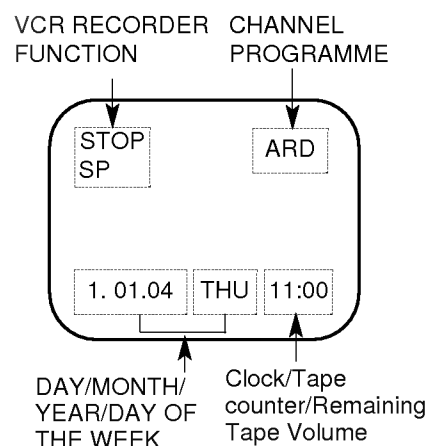 VCR RECORDER
FUNCTION
CHANNEL
PROGRAMME
STOP
SP
ARD
1. 01.04
THU
11:00
DAY/MONTH/
YEAR/DAY OF
THE WEEK
Clock/Tape
counter/Remaining
Tape Volume